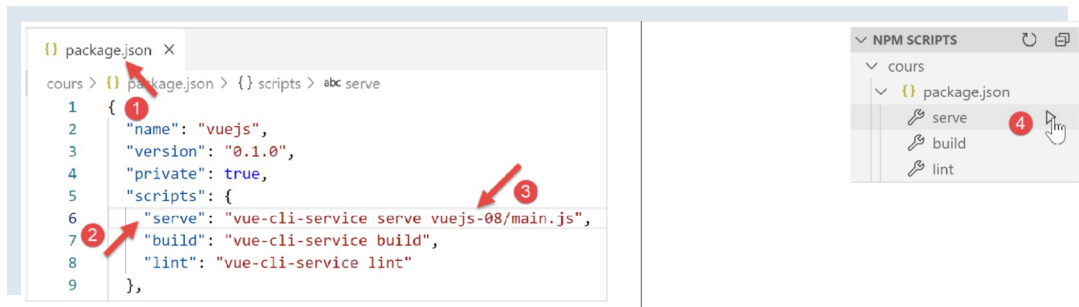 {} package.json ×
cours > {} package.json > {} scripts > abc serve
1 {
2 "name": "vuejs",
3 "version": "0.1.0",
4 "private": true,
5 "scripts": {
6 "serve": "vue-cli-service serve vuejs-08/main.js",
7 "build": "vue-cli-service build",
8 "lint": "vue-cli-service lint"
9 },
1
2
3
NPM SCRIPTS
cours
{} package.json
serve
4
build
lint